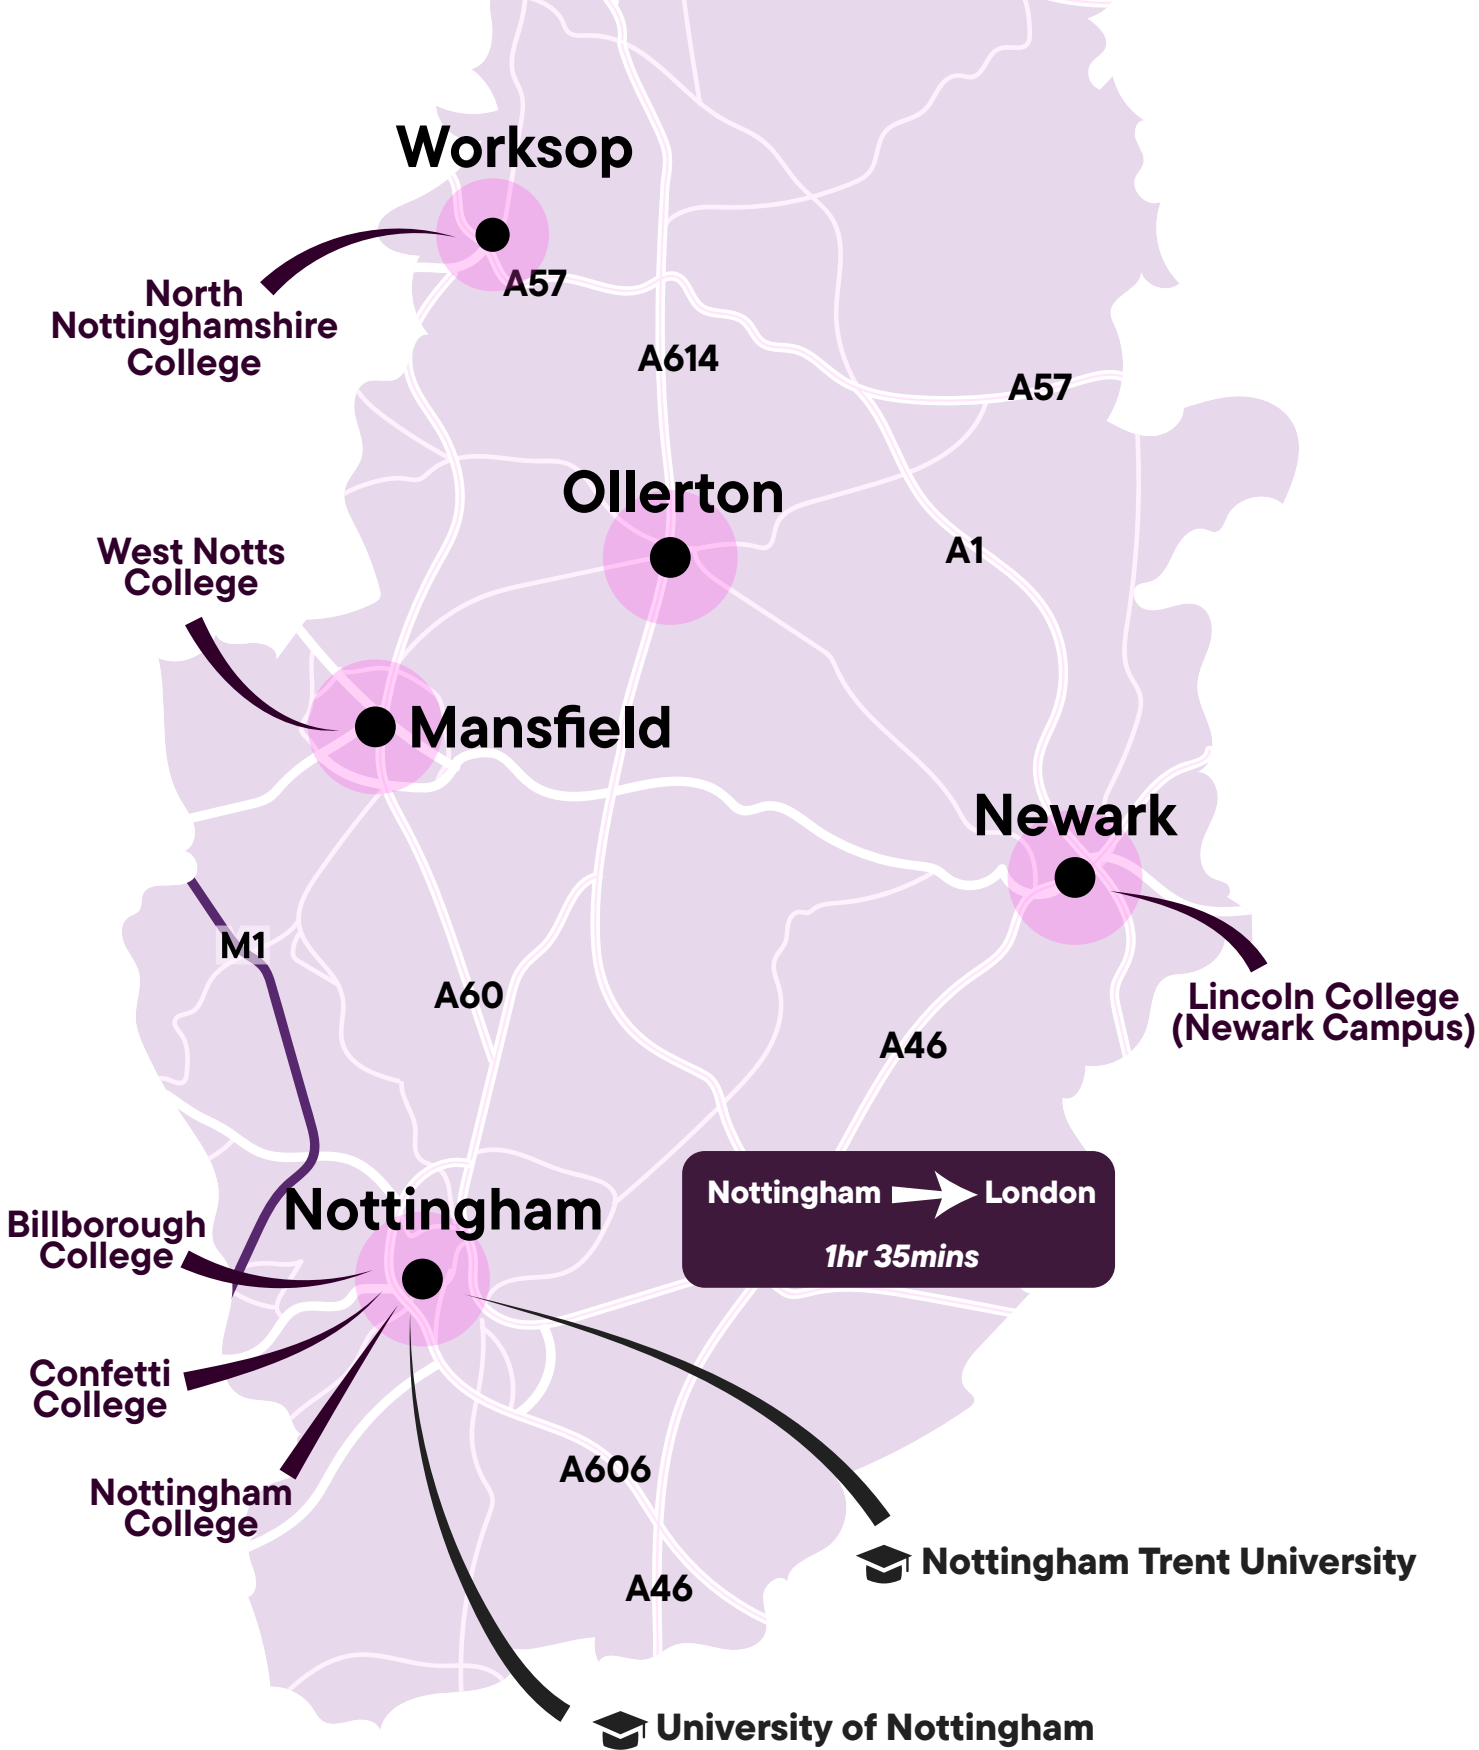 Worksop
A57
North
Nottinghamshire
College
A614
A57
Ollerton
West Notts
College
A1
Mansfield
Newark
M1
A60
Lincoln College
(Newark Campus)
A46
Nottingham London
1hr 35mins
Nottingham
Billborough
College
Confetti
College
A606
Nottingham
College
Nottingham Trent University
A46
University of Nottingham